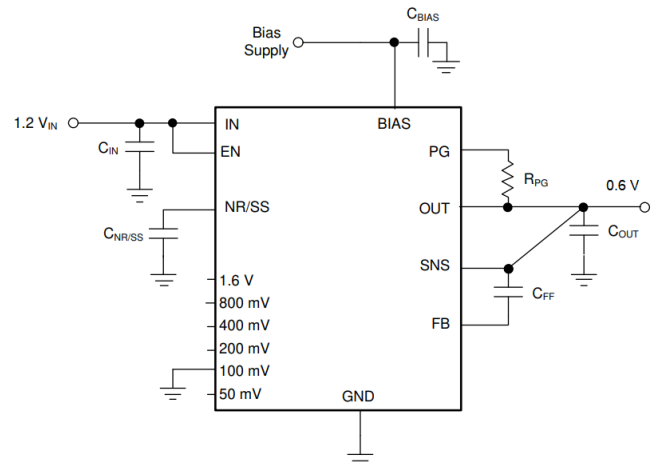 C_BIAS
Bias
Supply
1.2 V_IN
IN
BIAS
C_IN
EN
PG
R_PG
0.6 V
NR/SS
OUT
C_NR/SS
C_OUT
SNS
1.6 V
800 mV
C_FF
400 mV
FB
200 mV
100 mV
50 mV
GND